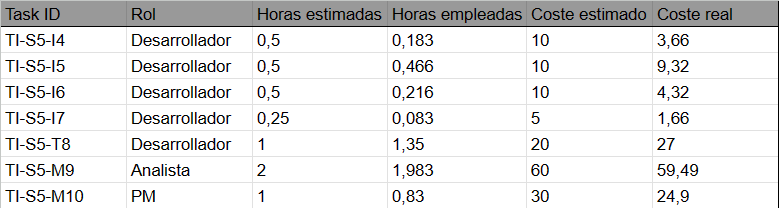 Task ID Rol Horas estimadas Horas empleadas Coste estimado Coste real
TI-S5-I4 Desarrollador 0,5 0,183 10 3,66
TI-S5-I5 Desarrollador 0,5 0,466 10 9,32
TI-S5-I6 Desarrollador 0,5 0,216 10 4,32
TI-S5-I7 Desarrollador 0,25 0,083 5 1,66
TI-S5-T8 Desarrollador 1 1,35 20 27
TI-S5-M9 Analista 2 1,983 60 59,49
TI-S5-M10 PM 1 0,83 30 24,9